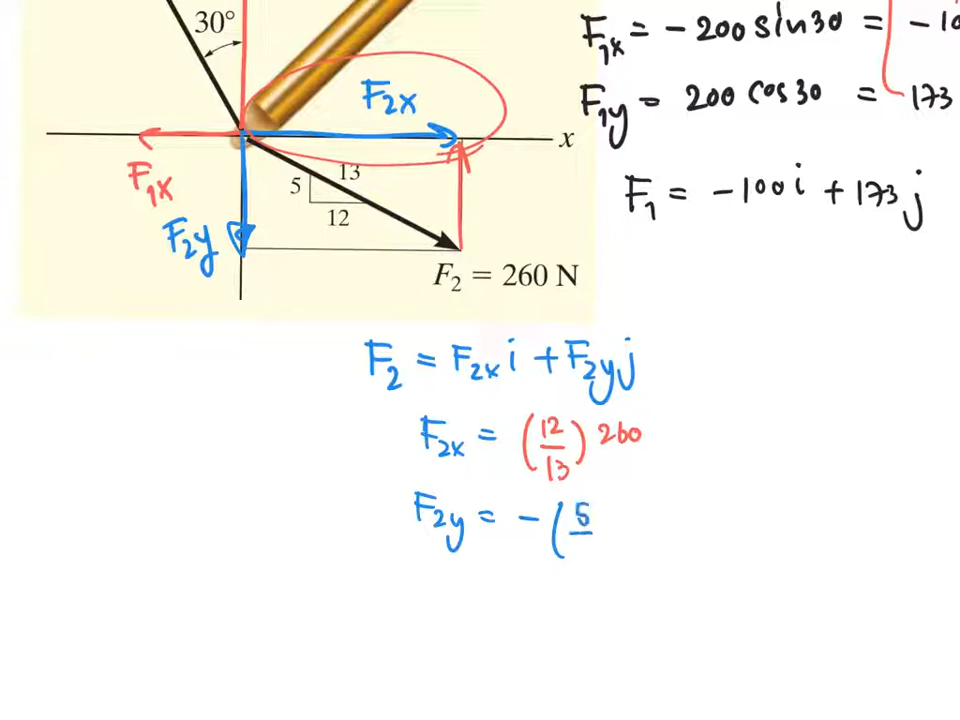 30°
F1x = - 200 sin 30 = - 10
F2x
F1y = 200 cos 30 = 173
x
F1x
5
13
12
F1 = -100 i + 173 j
F2y
F2 = 260 N
F2 = F2x i + F2y j
F2x = (12/13) 260
F2y = - (5